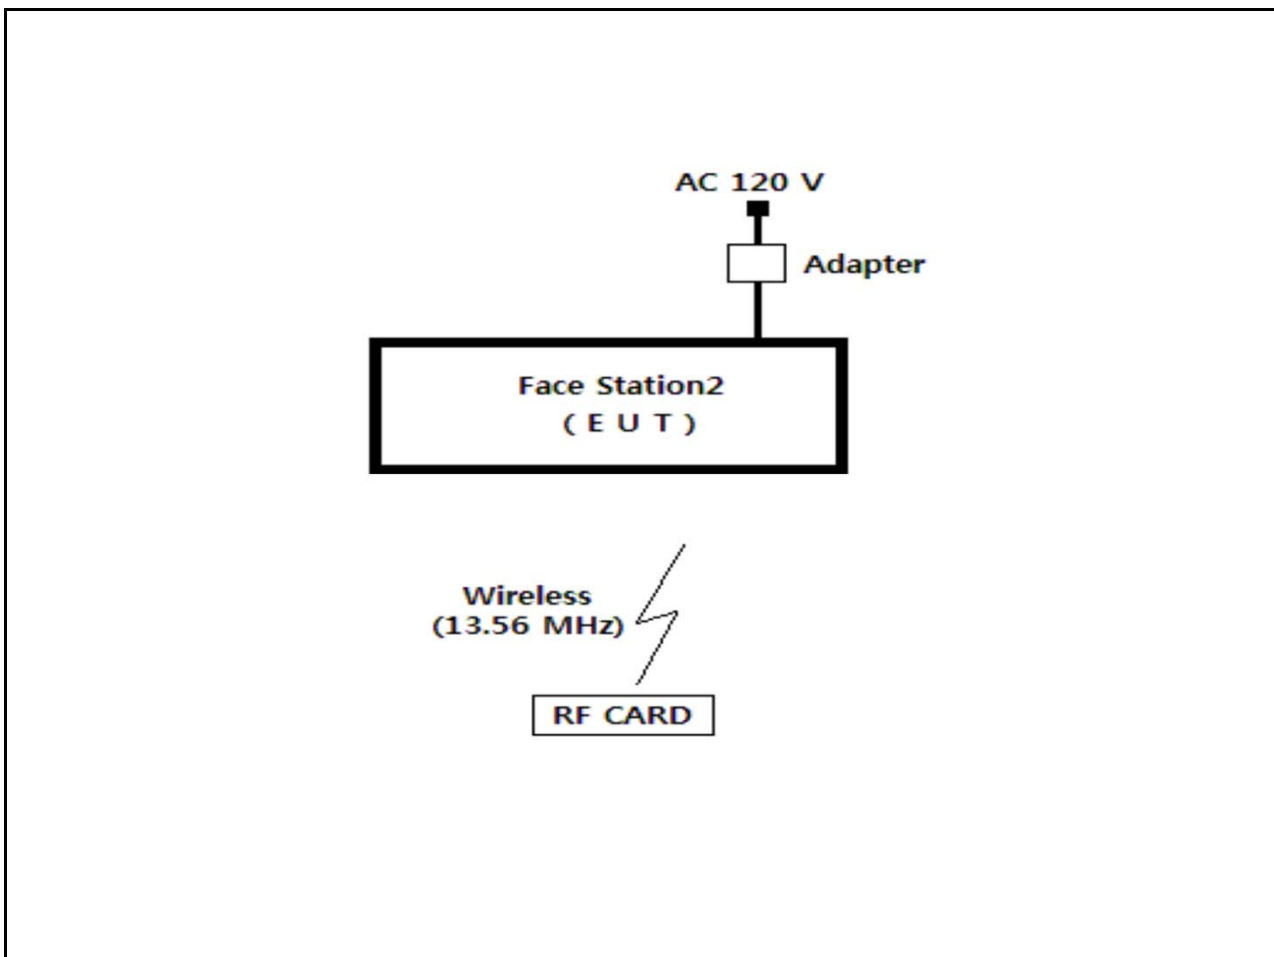 AC 120 V
Adapter
Face Station2
( E U T )
Wireless
(13.56 MHz)
RF CARD